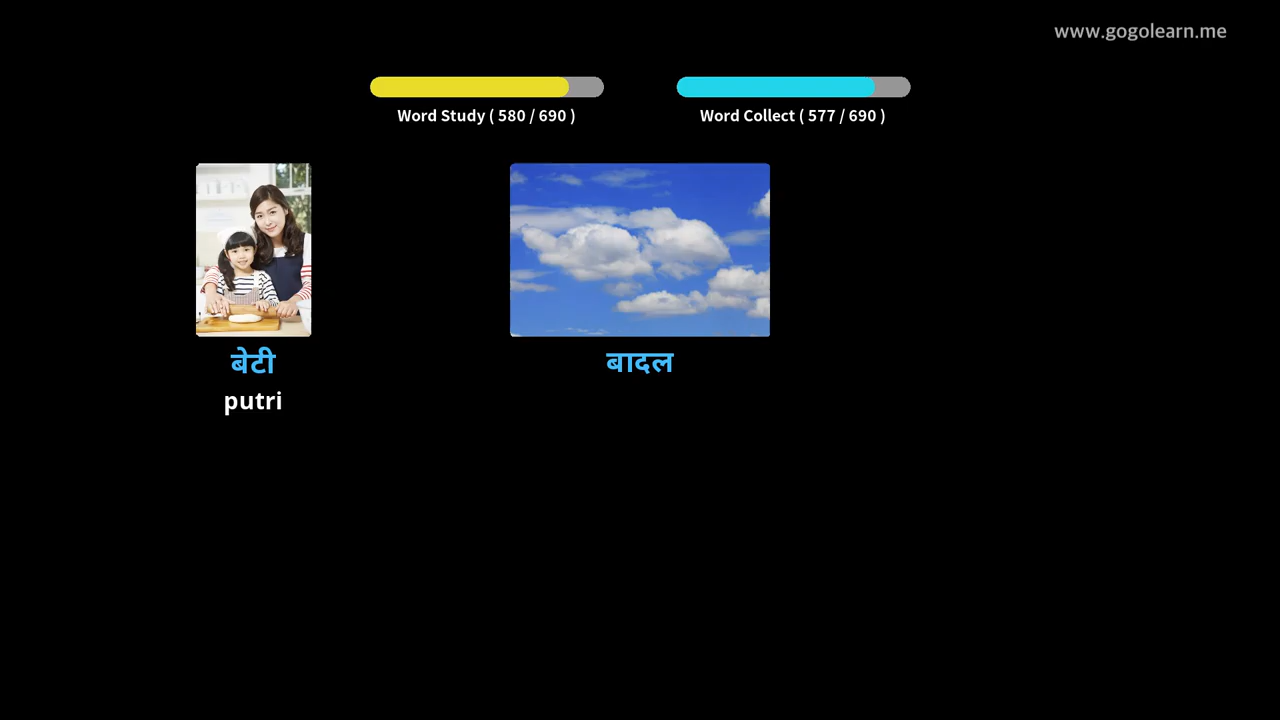 www.gogolearn.me
Word Study ( 580 / 690 )
Word Collect ( 577 / 690 )
बेटी
putri
बादल